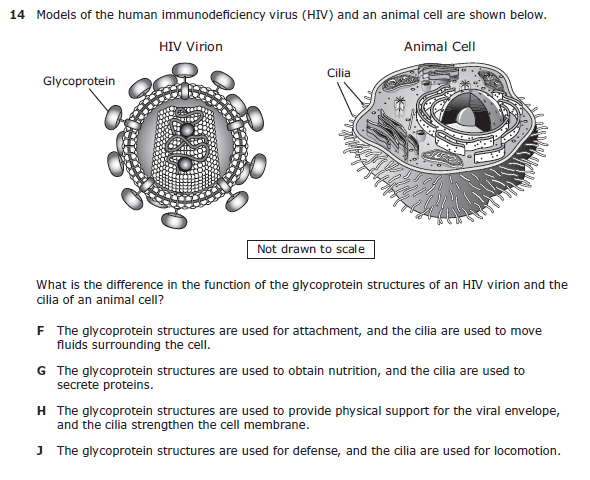 14 Models of the human immunodeficiency virus (HIV) and an animal cell are shown below.
HIV Virion
Animal Cell
Glycoprotein
Cilia
Not drawn to scale
What is the difference in the function of the glycoprotein structures of an HIV virion and the
cilia of an animal cell?
F The glycoprotein structures are used for attachment, and the cilia are used to move
fluids surrounding the cell.
G The glycoprotein structures are used to obtain nutrition, and the cilia are used to
secrete proteins.
H The glycoprotein structures are used to provide physical support for the viral envelope,
and the cilia strengthen the cell membrane.
J The glycoprotein structures are used for defense, and the cilia are used for locomotion.